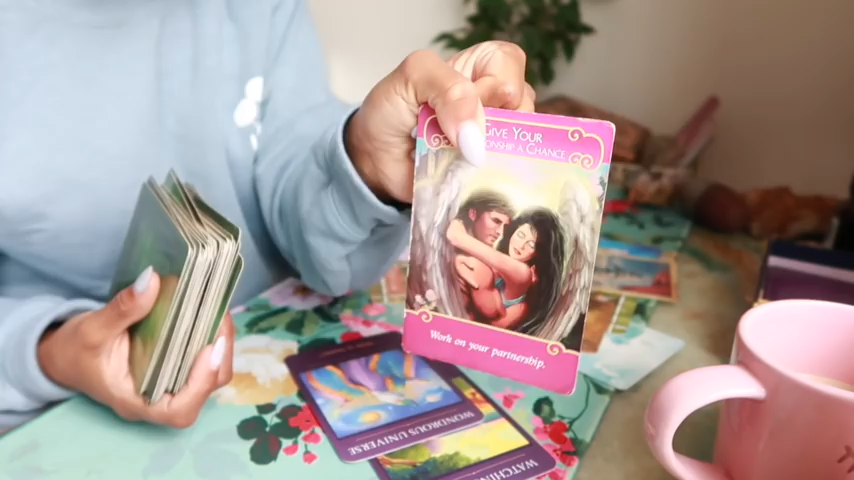 GIVE YOUR
A CHANCE
Work on your partnership.
WONDROUS UNIVERSE